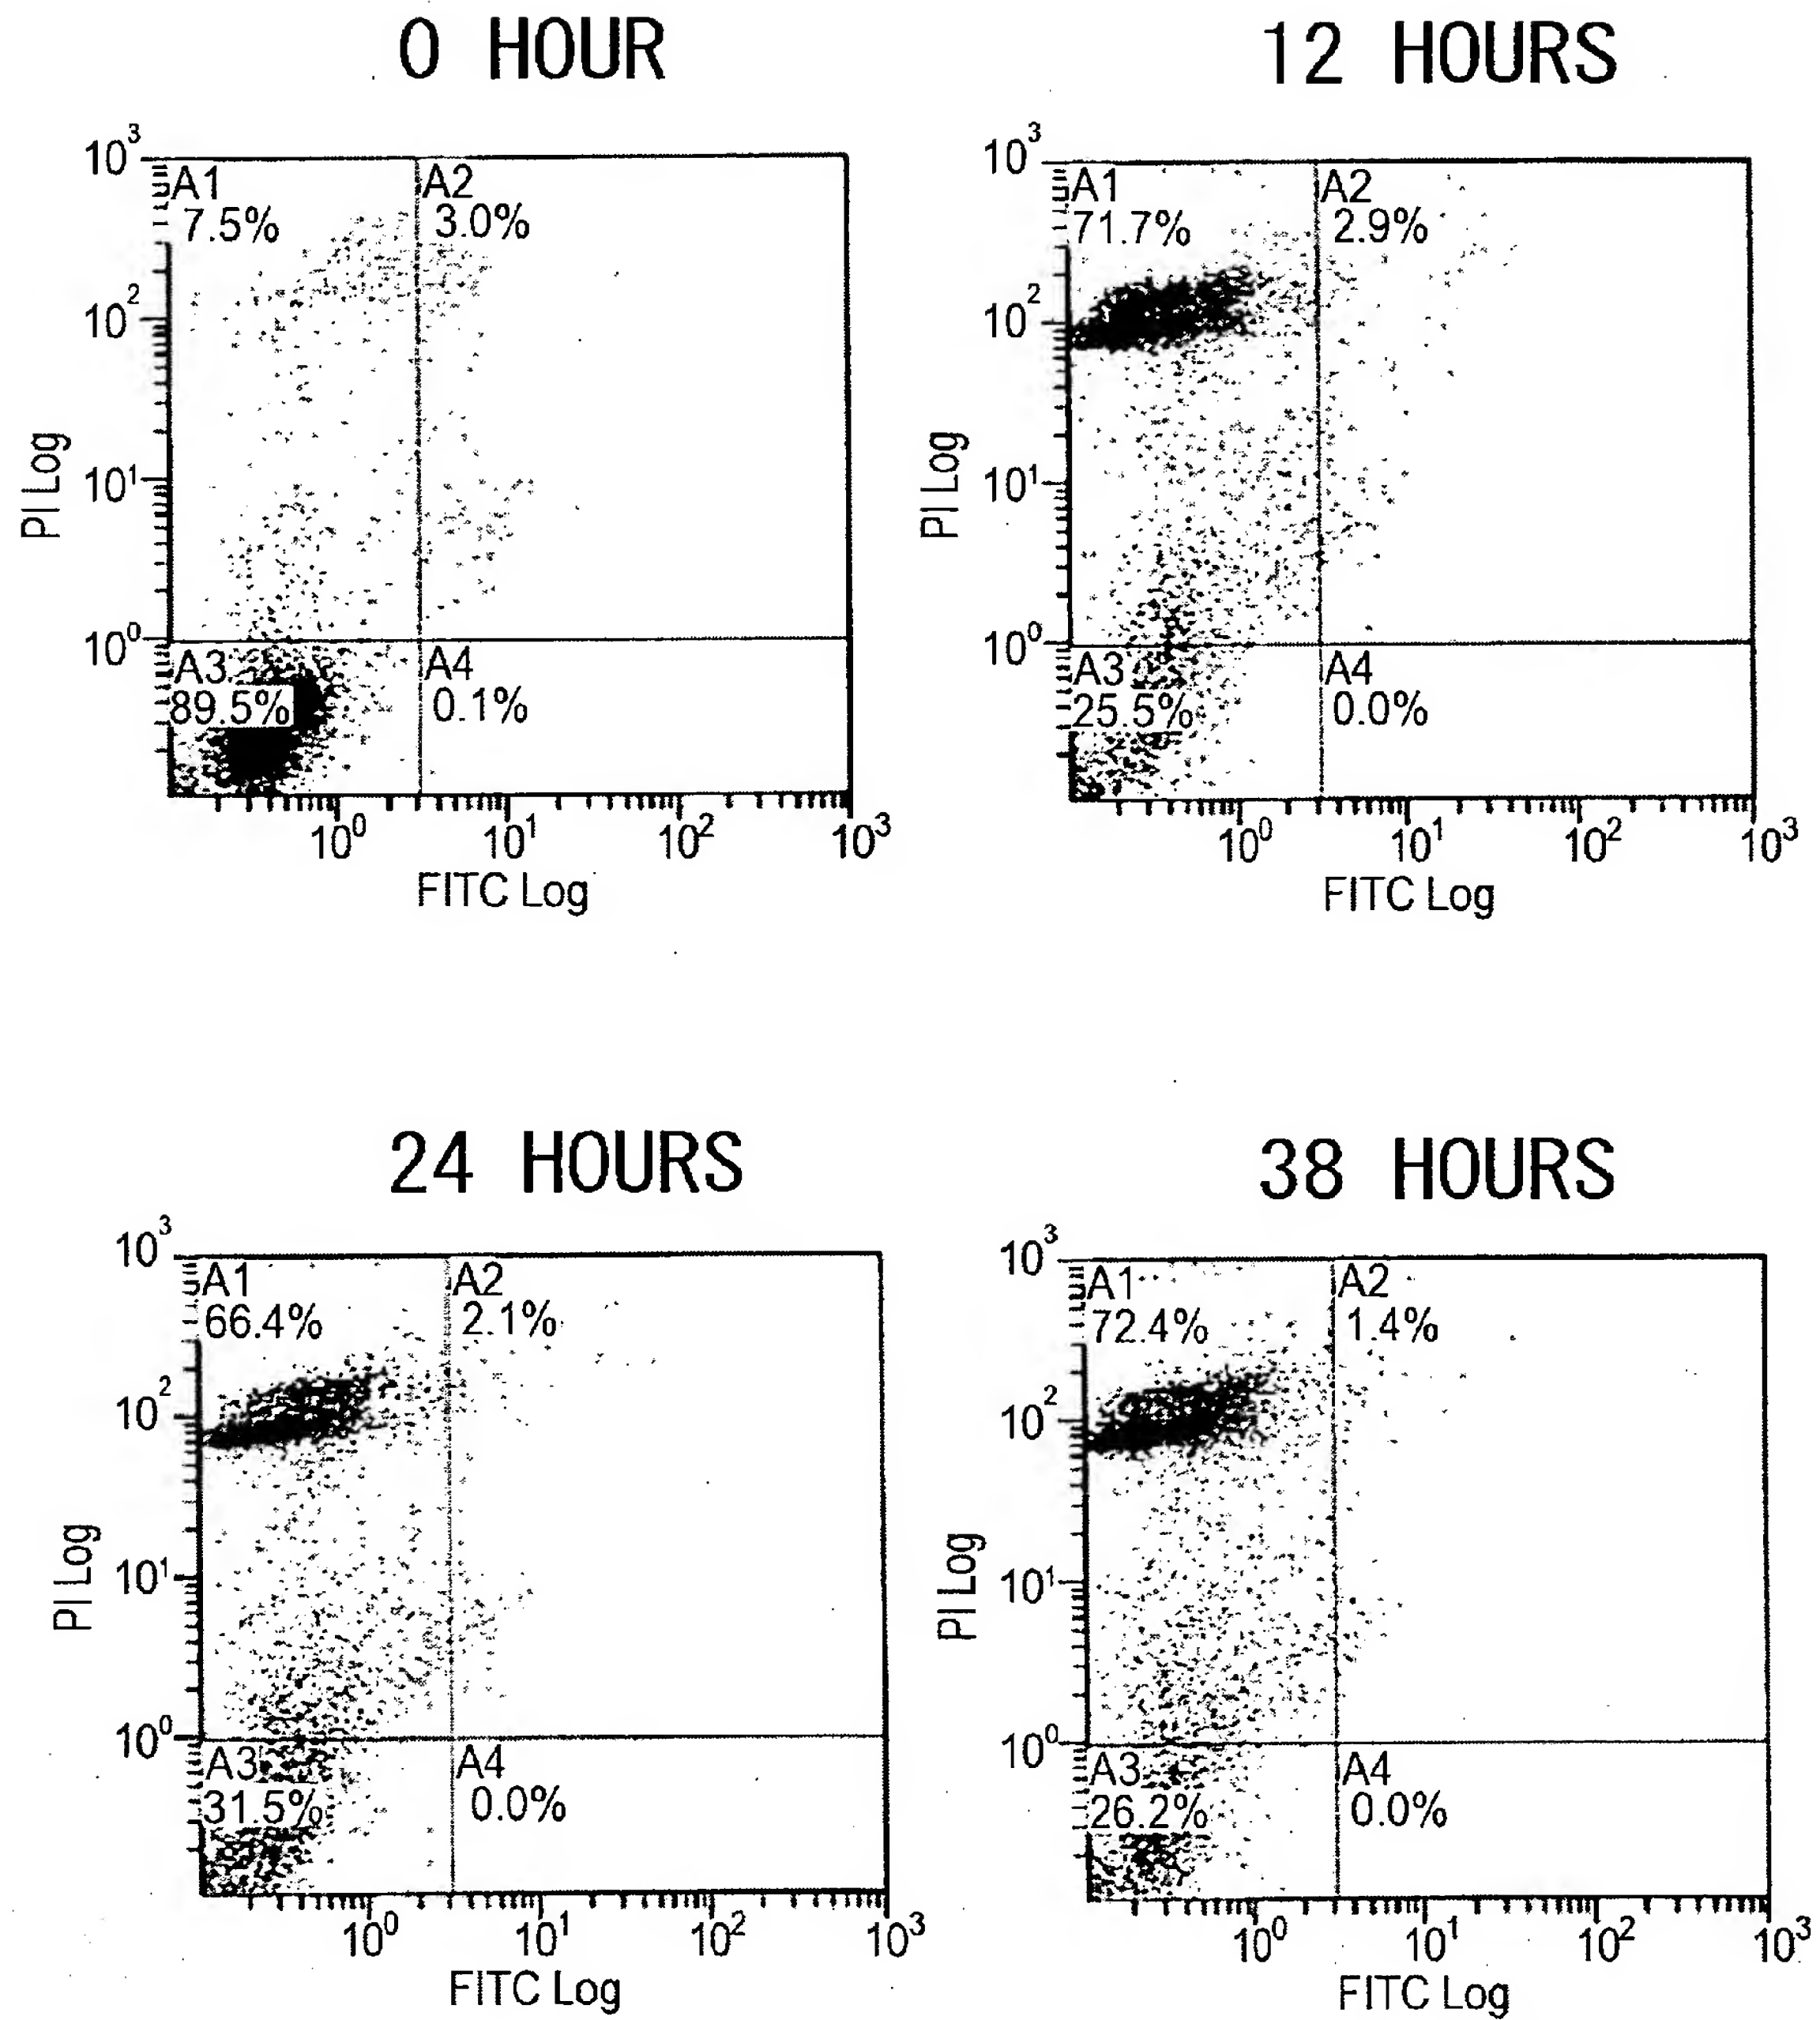 0 HOUR
10³
A1
7.5%
A2
3.0%
10²
PI Log
10¹
10⁰
A3
89.5%
A4
0.1%
10⁰ 10¹ 10² 10³
FITC Log
12 HOURS
10³
A1
71.7%
A2
2.9%
10²
PI Log
10¹
10⁰
A3
25.5%
A4
0.0%
10⁰ 10¹ 10² 10³
FITC Log
24 HOURS
10³
A1
66.4%
A2
2.1%
10²
PI Log
10¹
10⁰
A3
31.5%
A4
0.0%
10⁰ 10¹ 10² 10³
FITC Log
38 HOURS
10³
A1
72.4%
A2
1.4%
10²
PI Log
10¹
10⁰
A3
26.2%
A4
0.0%
10⁰ 10¹ 10² 10³
FITC Log